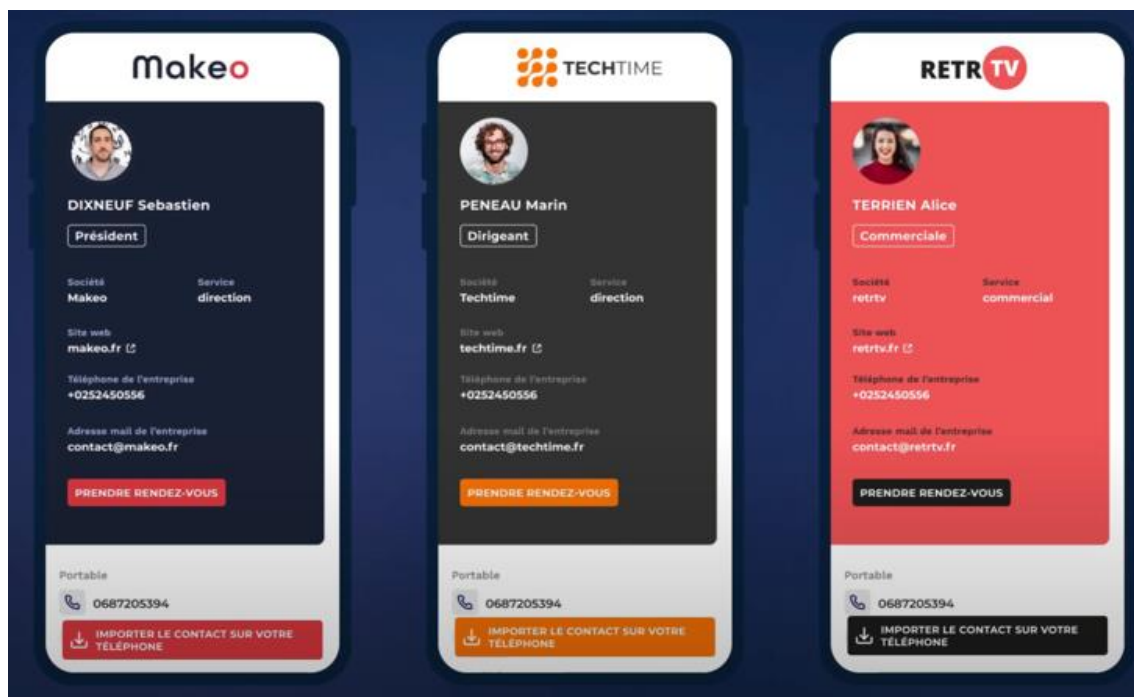 Makeo
DIXNEUF Sebastien
Président
Société Service
Makeo direction
Site web
makeo.fr
Téléphone de l'entreprise
+0252450556
Adresse mail de l'entreprise
contact@makeo.fr
PRENDRE RENDEZ-VOUS
Portable
0687205394
IMPORTER LE CONTACT SUR VOTRE
TÉLÉPHONE
TECHTIME
PENEAU Marin
Dirigeant
Société Service
Techtime direction
Site web
techtime.fr
Téléphone de l'entreprise
+0252450556
Adresse mail de l'entreprise
contact@techtime.fr
PRENDRE RENDEZ-VOUS
Portable
0687205394
IMPORTER LE CONTACT SUR VOTRE
TÉLÉPHONE
RETR TV
TERRIEN Alice
Commerciale
Société Service
retrtv commercial
Site web
retrtv.fr
Téléphone de l'entreprise
+0252450556
Adresse mail de l'entreprise
contact@retrtv.fr
PRENDRE RENDEZ-VOUS
Portable
0687205394
IMPORTER LE CONTACT SUR VOTRE
TÉLÉPHONE